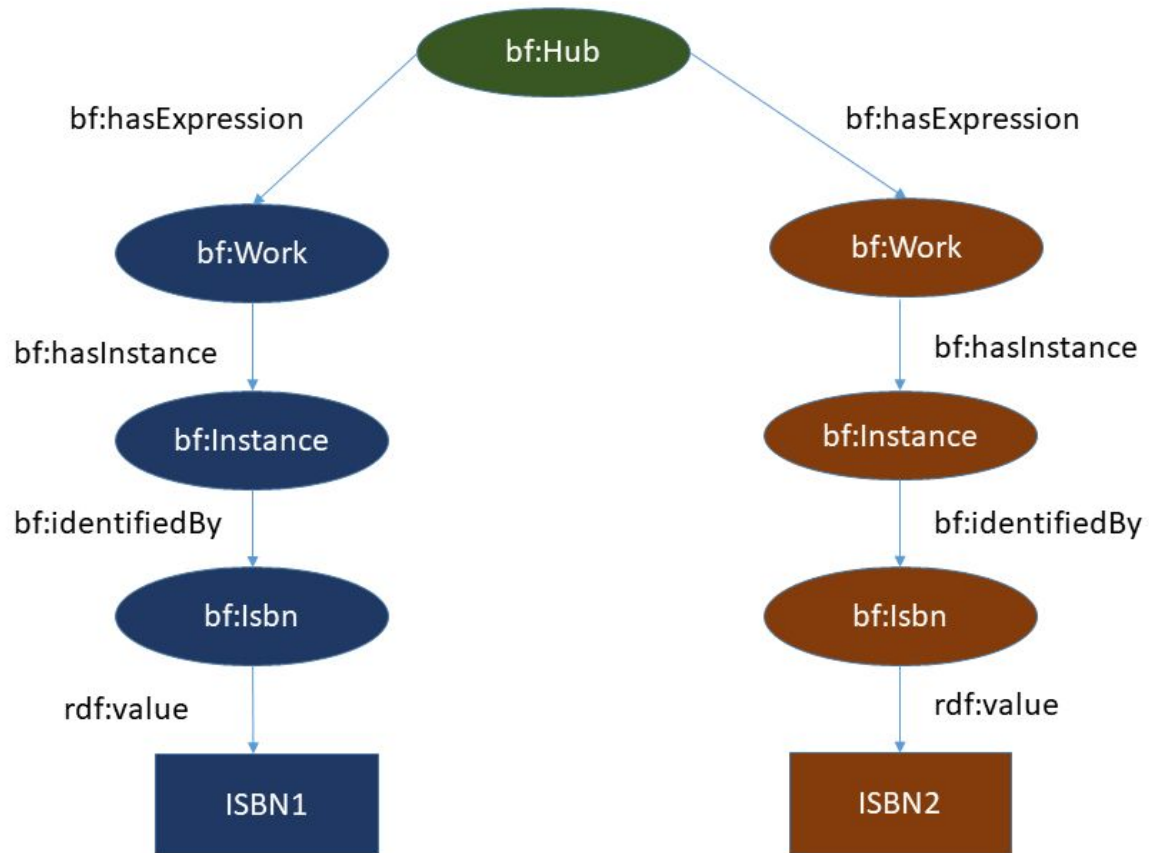 bf:Hub
bf:hasExpression
bf:hasExpression
bf:Work
bf:Work
bf:hasInstance
bf:hasInstance
bf:Instance
bf:Instance
bf:identifiedBy
bf:identifiedBy
bf:Isbn
bf:Isbn
rdf:value
rdf:value
ISBN1
ISBN2